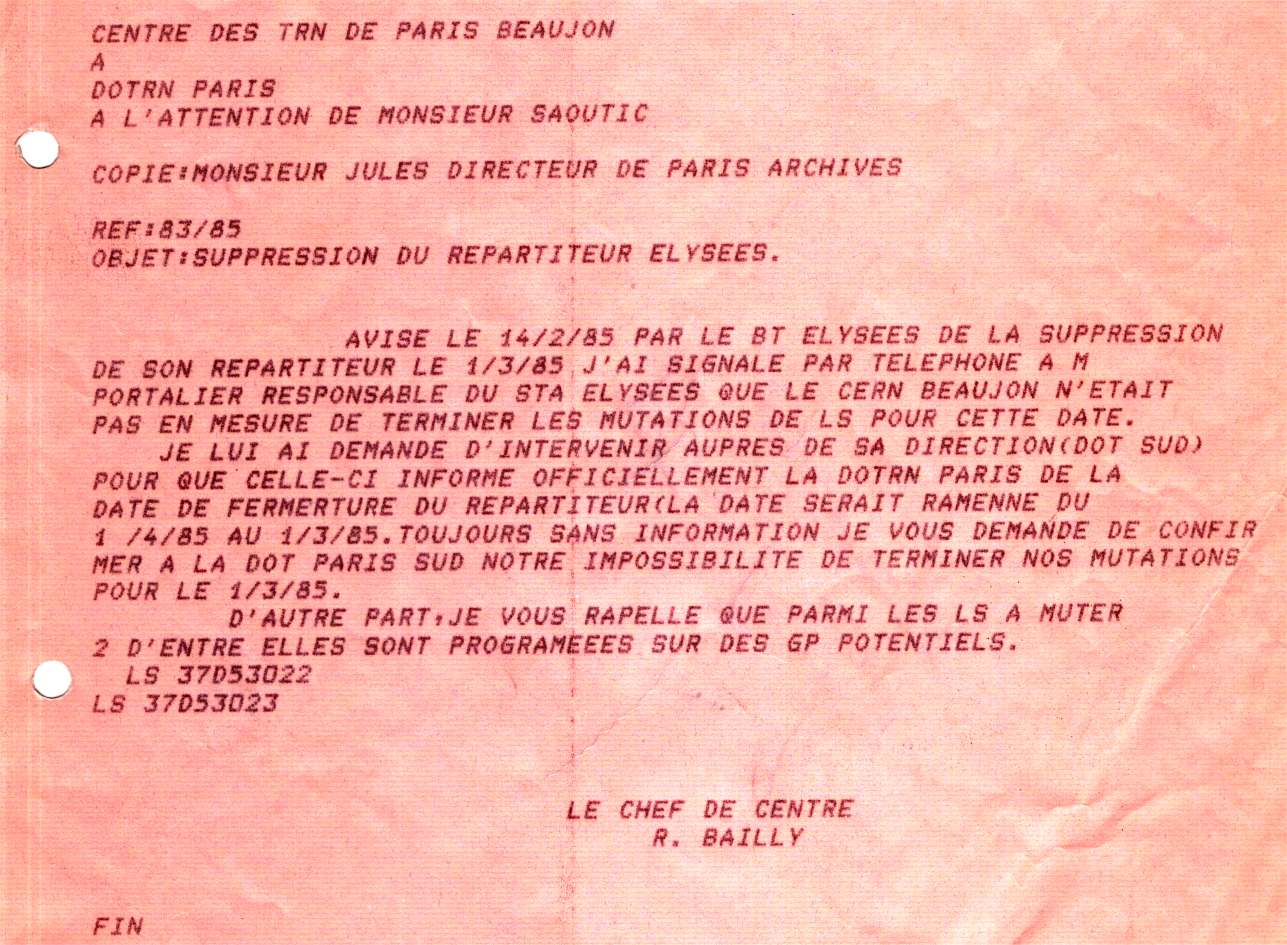 CENTRE DES TRN DE PARIS BEAUJON
A
DOTRN PARIS
A L'ATTENTION DE MONSIEUR SAOUTIC
COPIE:MONSIEUR JULES DIRECTEUR DE PARIS ARCHIVES
REF:83/85
OBJET:SUPPRESSION DU REPARTITEUR ELYSEES.
AVISE LE 14/2/85 PAR LE BT ELYSEES DE LA SUPPRESSION
DE SON REPARTITEUR LE 1/3/85 J'AI SIGNALE PAR TELEPHONE A M
PORTALIER RESPONSABLE DU STA ELYSEES QUE LE CERN BEAUJON N'ETAIT
PAS EN MESURE DE TERMINER LES MUTATIONS DE LS POUR CETTE DATE.
JE LUI AI DEMANDE D'INTERVENIR AUPRES DE SA DIRECTION(DOT SUD)
POUR QUE CELLE-CI INFORME OFFICIELLEMENT LA DOTRN PARIS DE LA
DATE DE FERMERTURE DU REPARTITEUR(LA DATE SERAIT RAMENNE DU
1 /4/85 AU 1/3/85.TOUJOURS SANS INFORMATION JE VOUS DEMANDE DE CONFIR
MER A LA DOT PARIS SUD NOTRE IMPOSSIBILITE DE TERMINER NOS MUTATIONS
POUR LE 1/3/85.
D'AUTRE PART,JE VOUS RAPELLE QUE PARMI LES LS A MUTER
2 D'ENTRE ELLES SONT PROGRAMEEES SUR DES GP POTENTIELS.
LS 37D53022
LS 37D53023
LE CHEF DE CENTRE
R. BAILLY
FIN